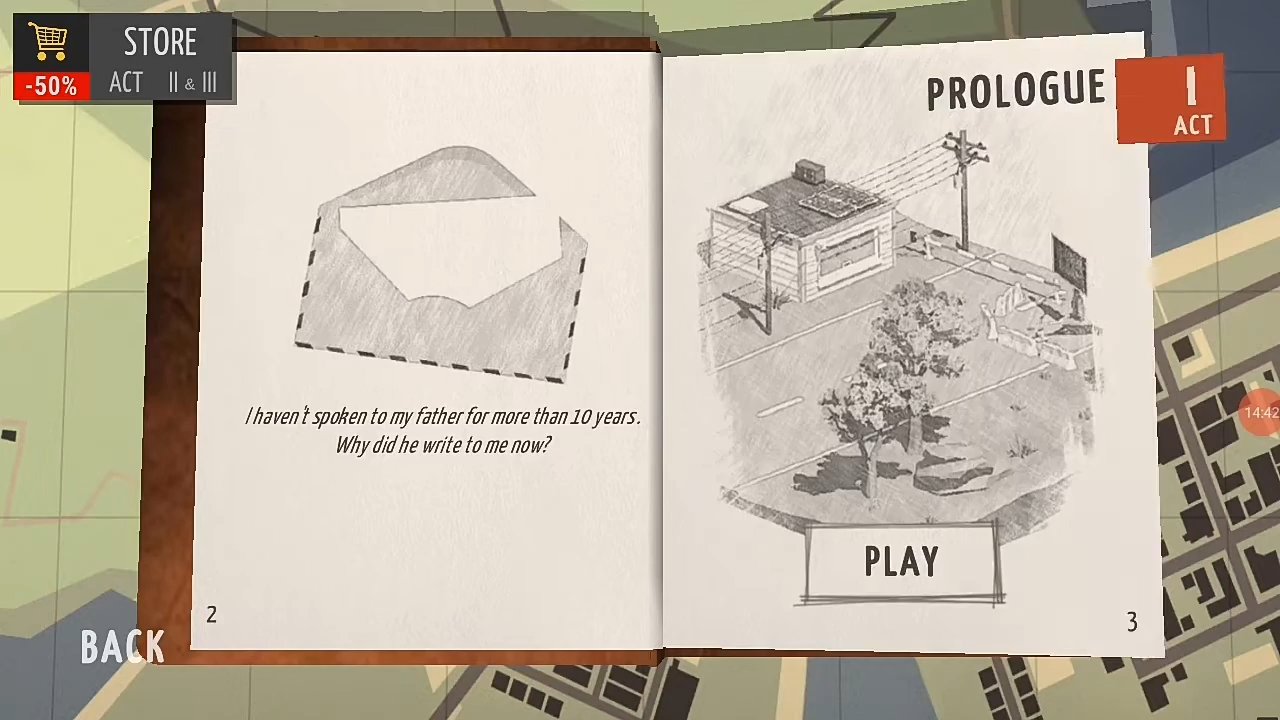 STORE
-50%
ACT II & III
PROLOGUE
I
ACT
I haven't spoken to my father for more than 10 years.
Why did he write to me now?
PLAY
14:42
2
3
BACK